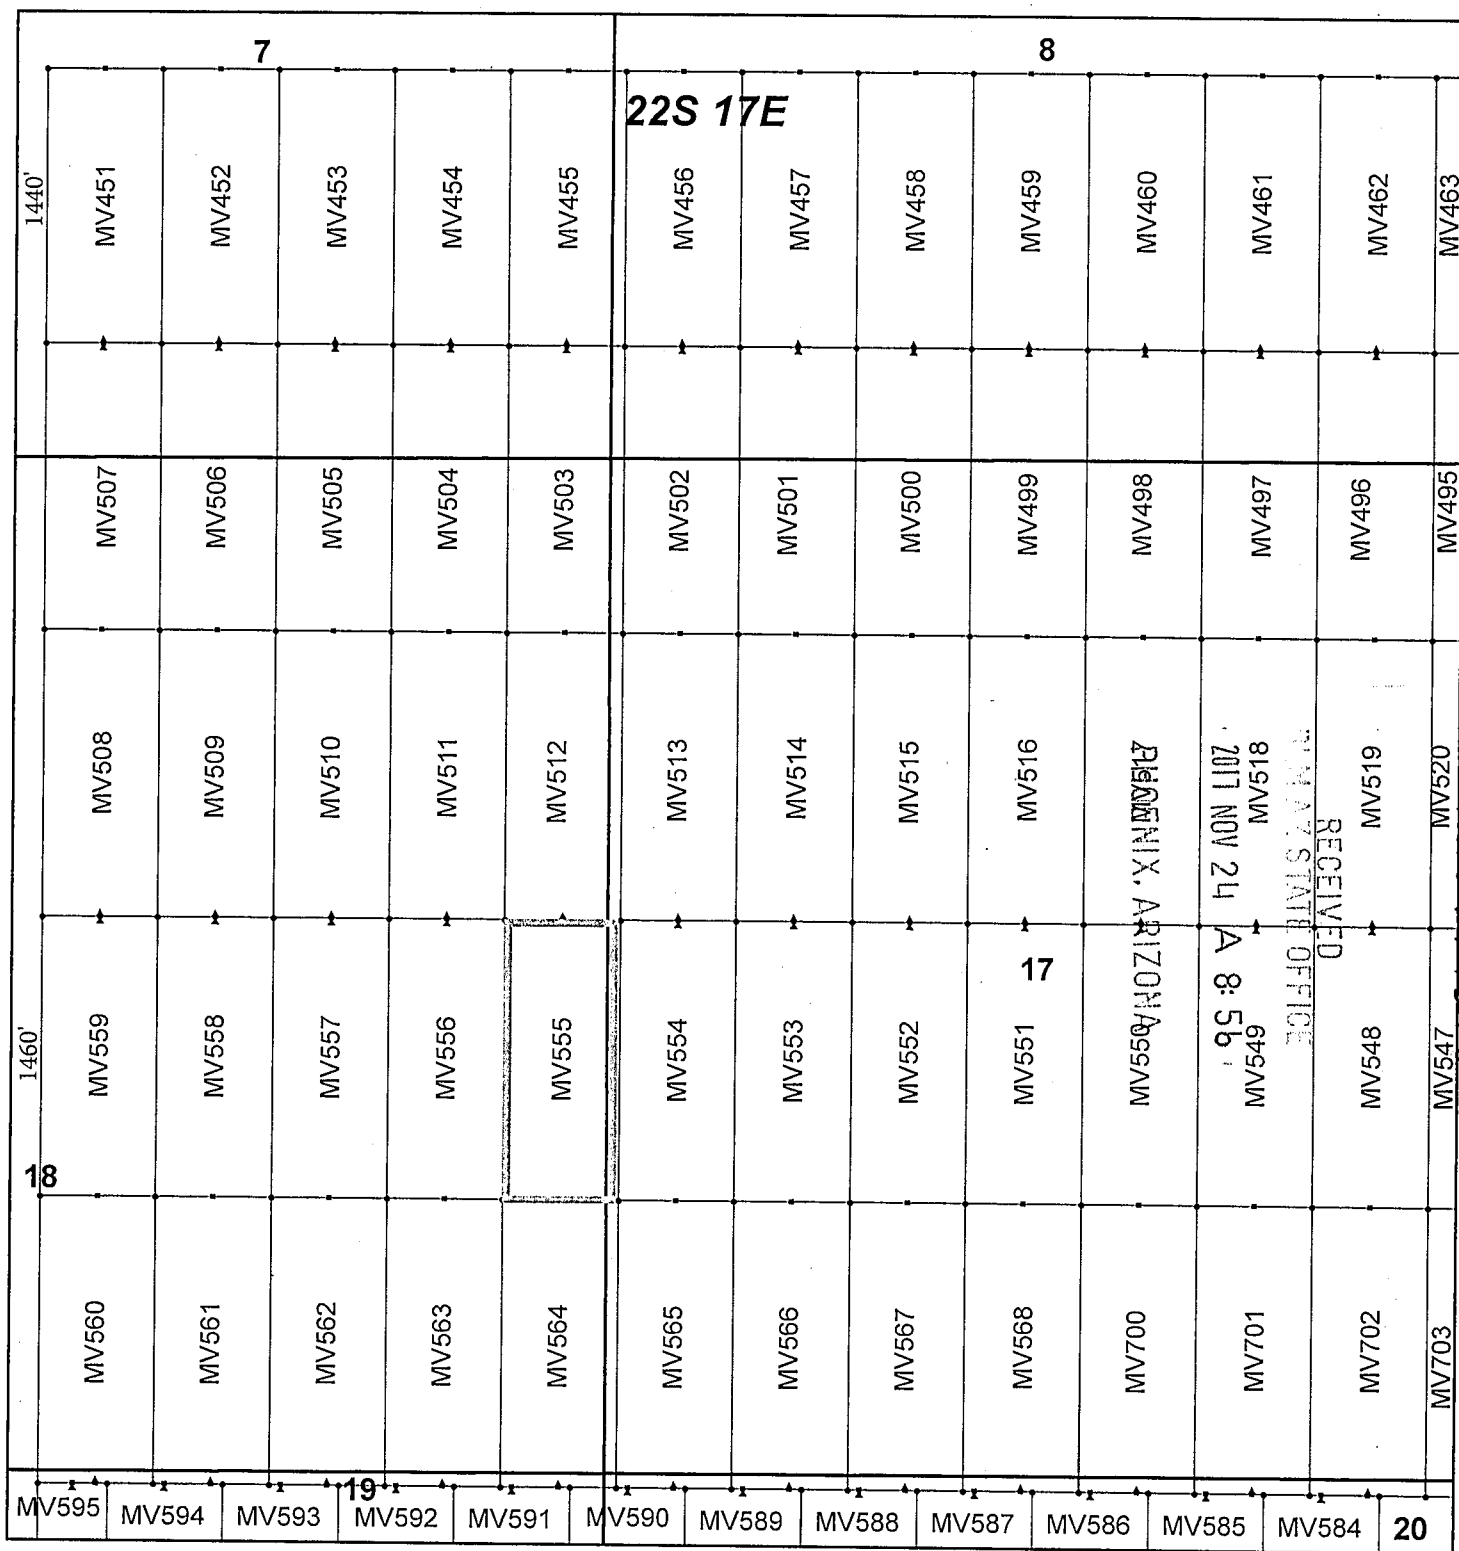 7 8
22S 17E
1440' MV451 MV452 MV453 MV454 MV455 MV456 MV457 MV458 MV459 MV460 MV461 MV462 MV463
MV507 MV506 MV505 MV504 MV503 MV502 MV501 MV500 MV499 MV498 MV497 MV496 MV495
MV508 MV509 MV510 MV511 MV512 MV513 MV514 MV515 MV516 MV518 MV519 MV520
RECEIVED
STATE OFFICE
2017 NOV 24 A 8:56
PHOENIX, ARIZONA
17
1460' MV559 MV558 MV557 MV556 MV555 MV554 MV553 MV552 MV551 MV550 MV549 MV548 MV547
18
MV560 MV561 MV562 MV563 MV564 MV565 MV566 MV567 MV568 MV700 MV701 MV702 MV703
19
MV595 MV594 MV593 MV592 MV591 MV590 MV589 MV588 MV587 MV586 MV585 MV584 20